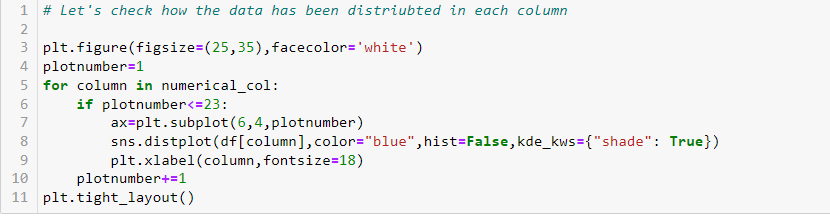 1 # Let's check how the data has been distriubted in each column
2
3 plt.figure(figsize=(25,35),facecolor='white')
4 plotnumber=1
5 for column in numerical_col:
6     if plotnumber<=23:
7         ax=plt.subplot(6,4,plotnumber)
8         sns.distplot(df[column],color="blue",hist=False,kde_kws={"shade": True})
9         plt.xlabel(column,fontsize=18)
10     plotnumber+=1
11 plt.tight_layout()